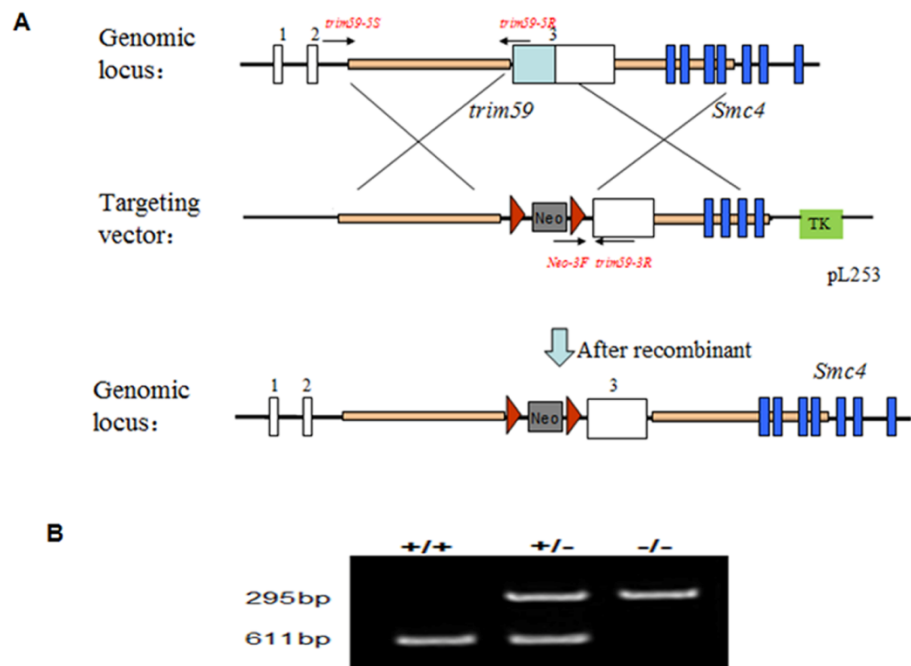 A
trim59-5S
trim59-5R
Genomic locus:
1
2
3
trim59
Smc4
Targeting vector:
Neo
TK
Neo-3F
trim59-3R
pL253
After recombinant
Smc4
Genomic locus:
1
2
3
Neo
B
+/+
+/-
-/-
295bp
611bp